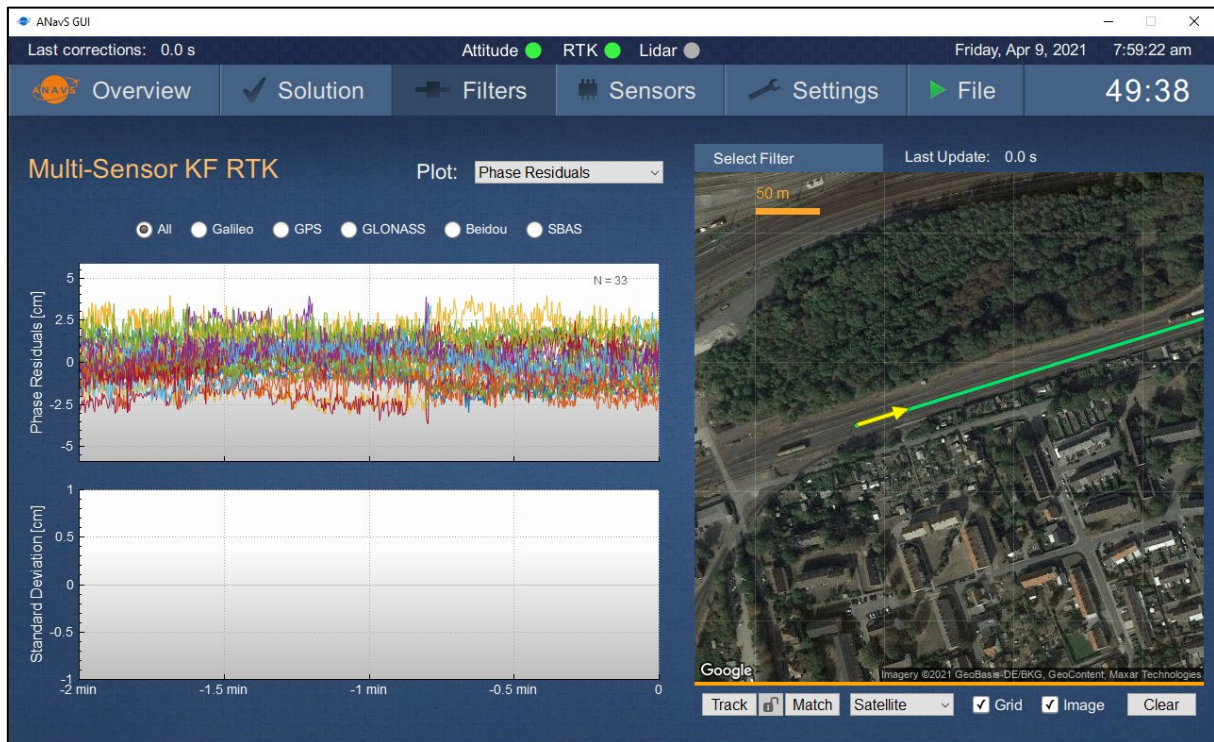 ANavS GUI
Last corrections: 0.0 s
Attitude
RTK
Lidar
Friday, Apr 9, 2021
7:59:22 am
ANAVS
Overview
Solution
Filters
Sensors
Settings
File
49:38
Multi-Sensor KF RTK
Plot:
Phase Residuals
All
Galileo
GPS
GLONASS
Beidou
SBAS
N = 33
Phase Residuals [cm]
5
2.5
0
-2.5
-5
Standard Deviation [cm]
1
0.5
0
-0.5
-1
-2 min
-1.5 min
-1 min
-0.5 min
0
Select Filter
Last Update: 0.0 s
50 m
Google
Imagery ©2021 GeoBasis-DE/BKG, GeoContent, Maxar Technologies
Track
Match
Satellite
Grid
Image
Clear